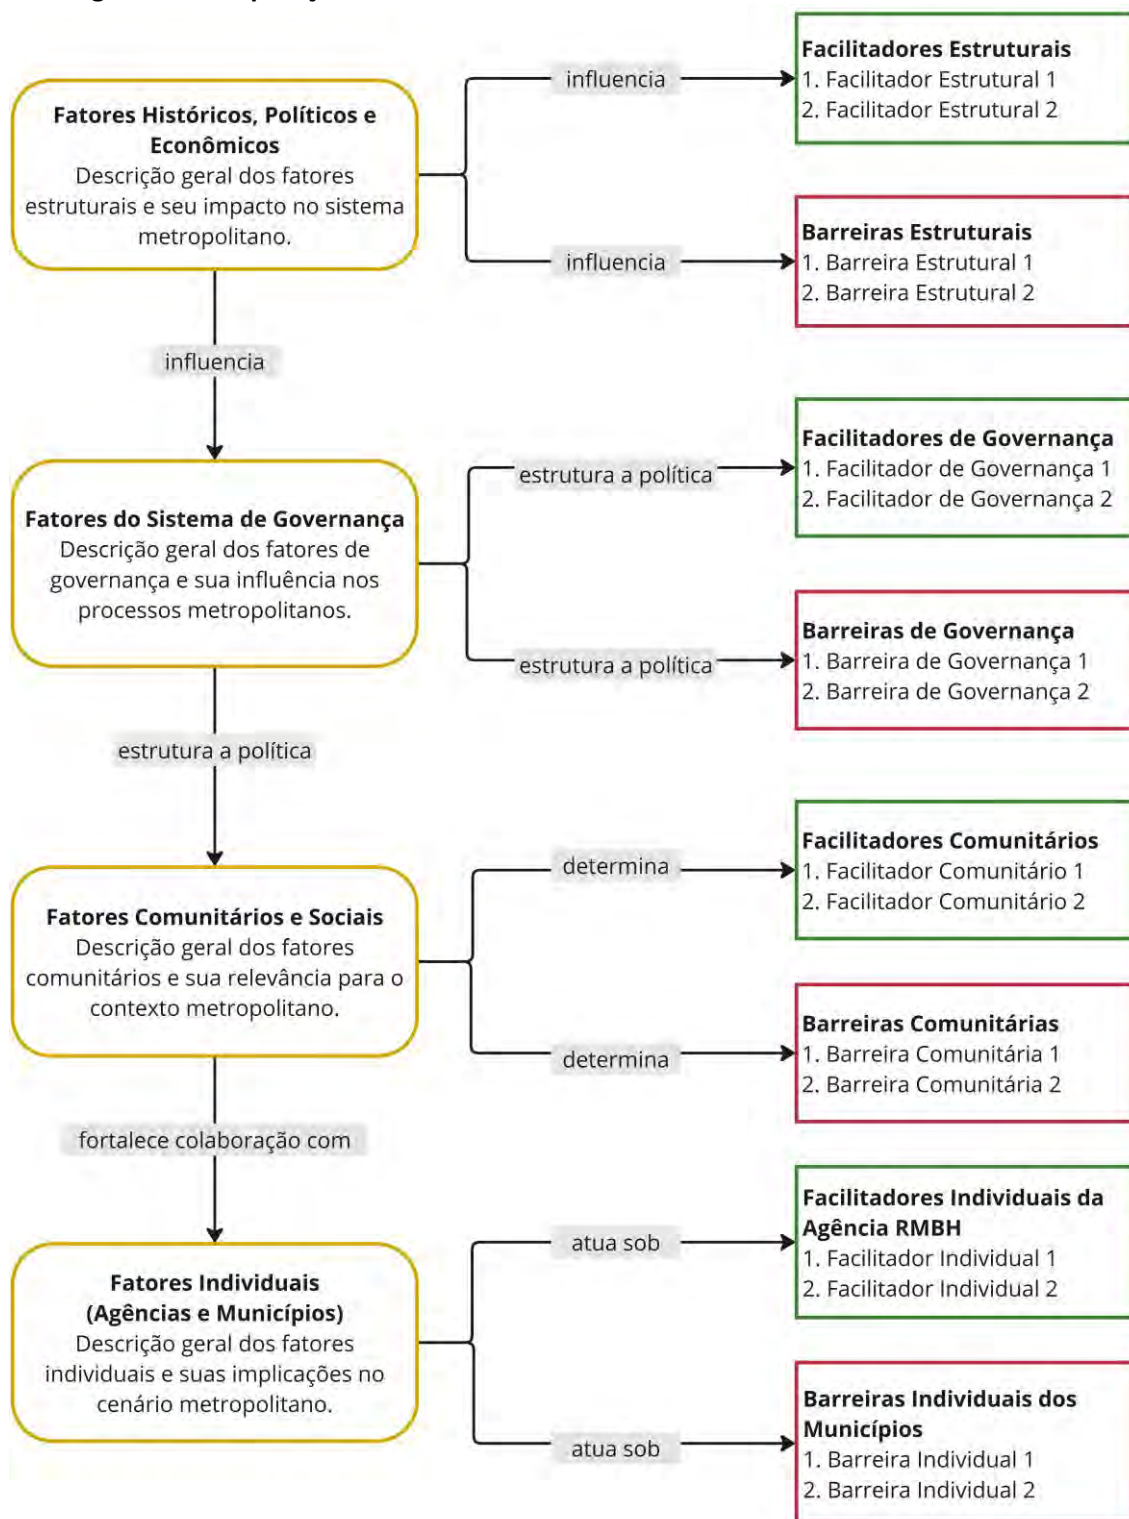 influencia
Facilitadores Estruturais
1. Facilitador Estrutural 1
2. Facilitador Estrutural 2
Fatores Históricos, Políticos e
Econômicos
Descrição geral dos fatores
estruturais e seu impacto no sistema
metropolitano.
influencia
Barreiras Estruturais
1. Barreira Estrutural 1
2. Barreira Estrutural 2
influencia
Fatores do Sistema de Governança
Descrição geral dos fatores de
governança e sua influência nos
processos metropolitanos.
estrutura a política
Facilitadores de Governança
1. Facilitador de Governança 1
2. Facilitador de Governança 2
estrutura a política
Barreiras de Governança
1. Barreira de Governança 1
2. Barreira de Governança 2
estrutura a política
Fatores Comunitários e Sociais
Descrição geral dos fatores
comunitários e sua relevância para o
contexto metropolitano.
determina
Facilitadores Comunitários
1. Facilitador Comunitário 1
2. Facilitador Comunitário 2
determina
Barreiras Comunitárias
1. Barreira Comunitária 1
2. Barreira Comunitária 2
fortalece colaboração com
Fatores Individuais
(Agências e Municípios)
Descrição geral dos fatores
individuais e suas implicações no
cenário metropolitano.
atua sob
Facilitadores Individuais da
Agência RMBH
1. Facilitador Individual 1
2. Facilitador Individual 2
atua sob
Barreiras Individuais dos
Municípios
1. Barreira Individual 1
2. Barreira Individual 2